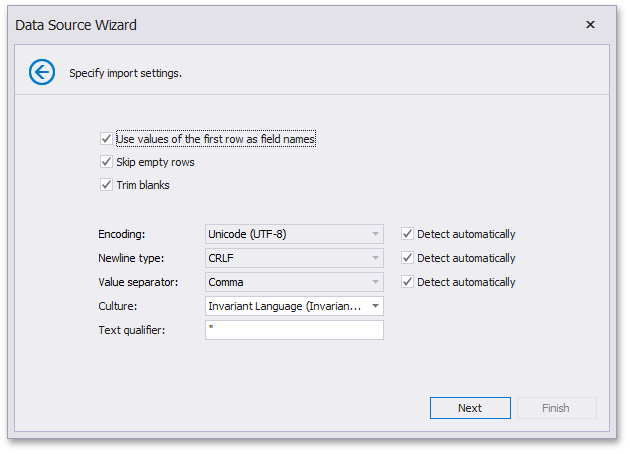 Data Source Wizard
Specify import settings.
Use values of the first row as field names
Skip empty rows
Trim blanks
Encoding: Unicode (UTF-8) Detect automatically
Newline type: CRLF Detect automatically
Value separator: Comma Detect automatically
Culture: Invariant Language (Invarian...
Text qualifier: "
Next Finish